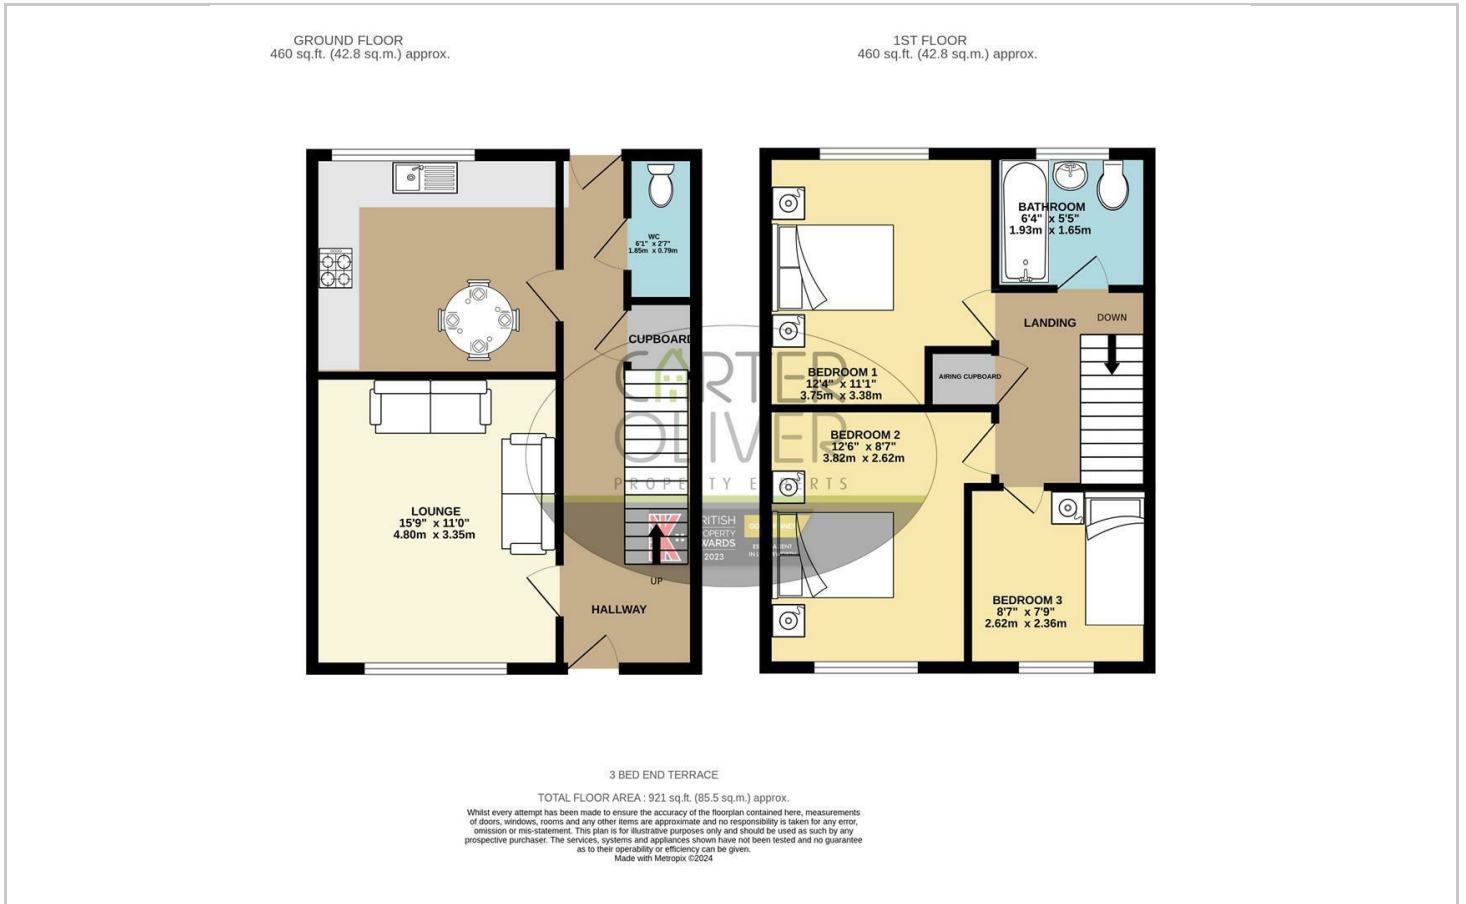 GROUND FLOOR
460 sq.ft. (42.8 sq.m.) approx.
1ST FLOOR
460 sq.ft. (42.8 sq.m.) approx.
WC
6'1" x 2'7"
1.85m x 0.79m
CUPBOARD
LOUNGE
15'9" x 11'0"
4.80m x 3.35m
UP
HALLWAY
BATHROOM
6'4" x 5'5"
1.93m x 1.65m
LANDING
DOWN
BEDROOM 1
12'4" x 11'1"
3.75m x 3.38m
AIRING CUPBOARD
BEDROOM 2
12'6" x 8'7"
3.82m x 2.62m
BEDROOM 3
8'7" x 7'9"
2.62m x 2.36m
CARTER
OLIVER
PROPERTY EXPERTS
BRITISH
PROPERTY
AWARDS
2023
3 BED END TERRACE
TOTAL FLOOR AREA : 921 sq.ft. (85.5 sq.m.) approx.
Whilst every attempt has been made to ensure the accuracy of the floorplan contained here, measurements
of doors, windows, rooms and any other items are approximate and no responsibility is taken for any error,
omission or mis-statement. This plan is for illustrative purposes only and should be used as such by any
prospective purchaser. The services, systems and appliances shown have not been tested and no guarantee
as to their operability or efficiency can be given.
Made with Metropix ©2024